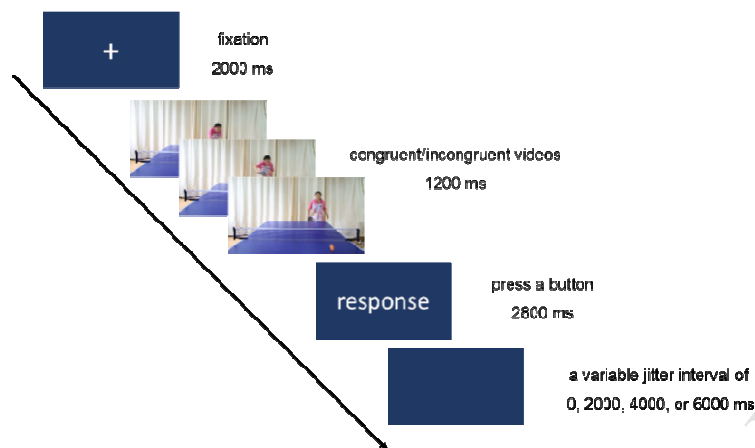 +
fixation
2000 ms
congruent/incongruent videos
1200 ms
response
press a button
2800 ms
a variable jitter interval of
0, 2000, 4000, or 6000 ms